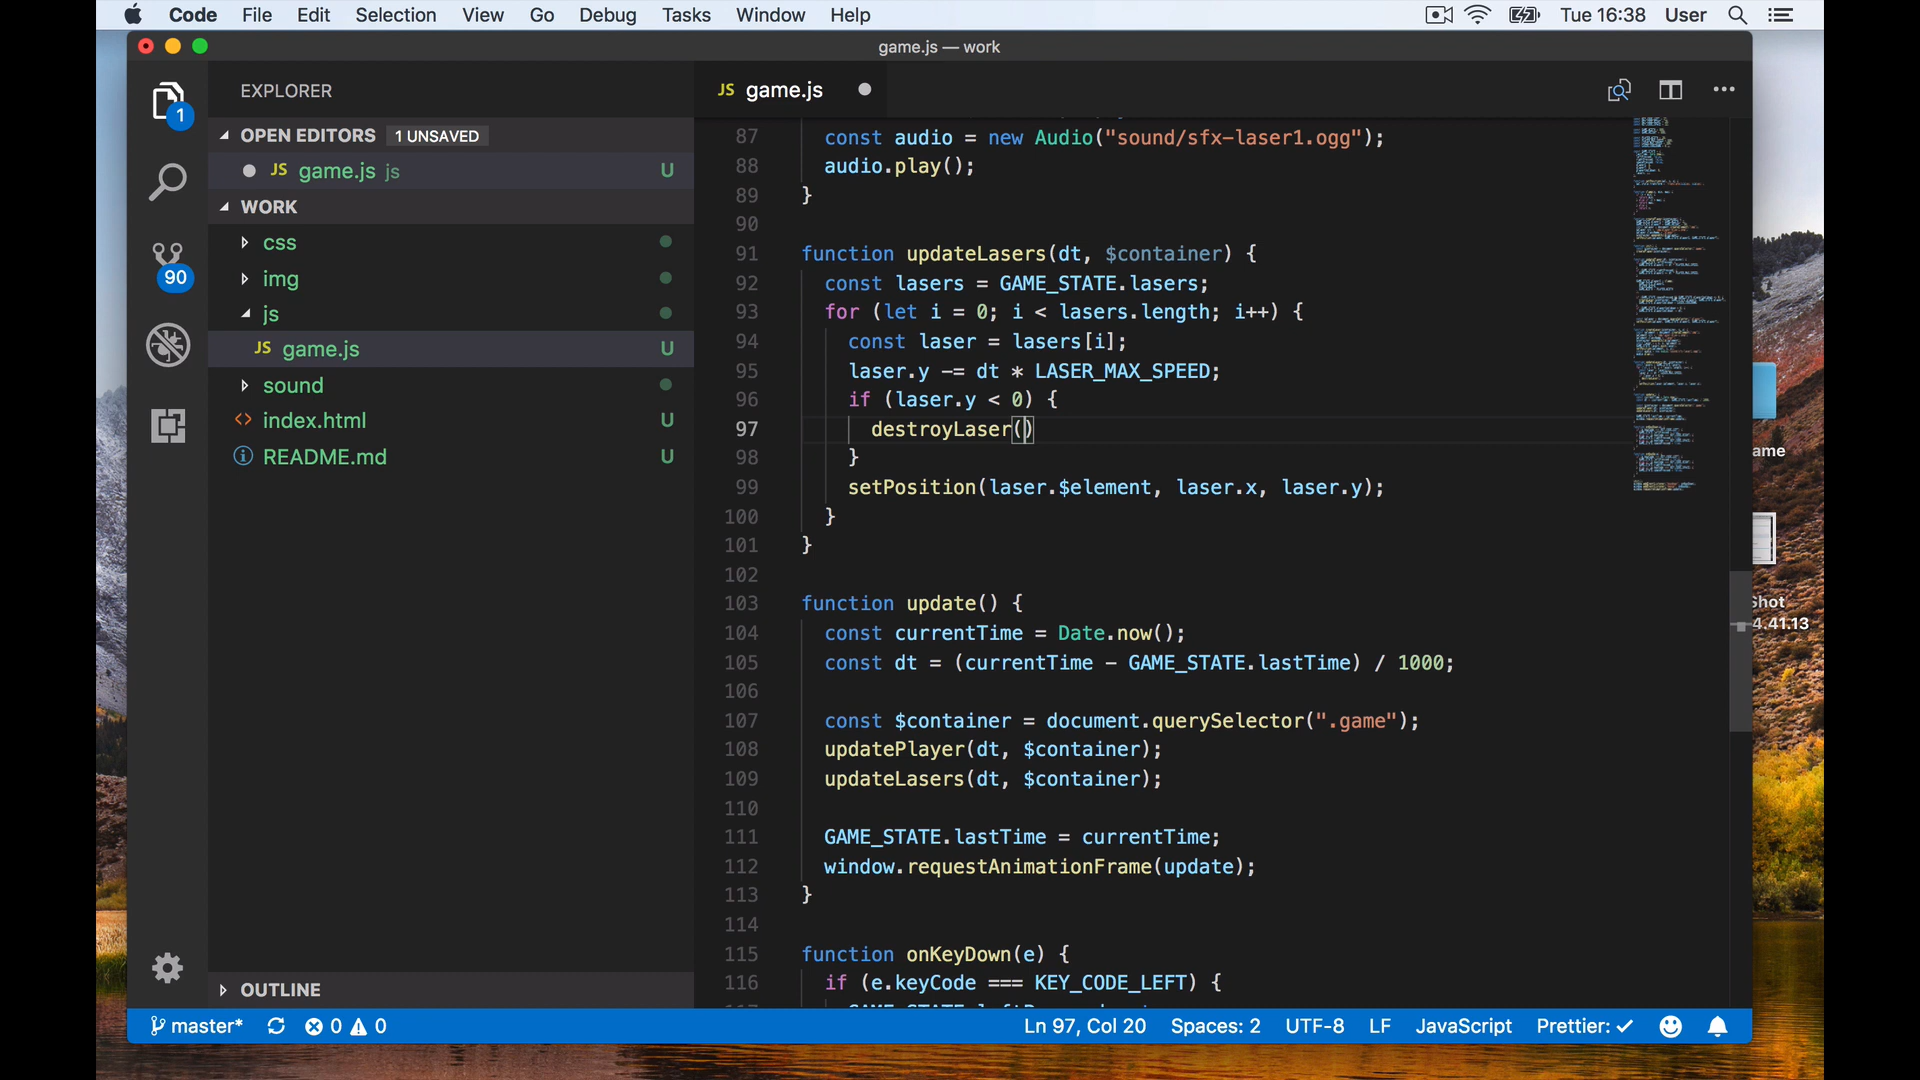 Code File Edit Selection View Go Debug Tasks Window Help Tue 16:38 User
game.js — work
EXPLORER
JS game.js
1
OPEN EDITORS 1 UNSAVED
JS game.js js U
WORK
css
img
90
js
JS game.js U
sound
index.html U
README.md U
OUTLINE
87 const audio = new Audio("sound/sfx-laser1.ogg");
88 audio.play();
89 }
90
91 function updateLasers(dt, $container) {
92 const lasers = GAME_STATE.lasers;
93 for (let i = 0; i < lasers.length; i++) {
94 const laser = lasers[i];
95 laser.y -= dt * LASER_MAX_SPEED;
96 if (laser.y < 0) {
97 destroyLaser()
98 }
99 setPosition(laser.$element, laser.x, laser.y);
100 }
101 }
102
103 function update() {
104 const currentTime = Date.now();
105 const dt = (currentTime - GAME_STATE.lastTime) / 1000;
106
107 const $container = document.querySelector(".game");
108 updatePlayer(dt, $container);
109 updateLasers(dt, $container);
110
111 GAME_STATE.lastTime = currentTime;
112 window.requestAnimationFrame(update);
113 }
114
115 function onKeyDown(e) {
116 if (e.keyCode === KEY_CODE_LEFT) {
ame
Shot
4.41.13
master* 0 0 Ln 97, Col 20 Spaces: 2 UTF-8 LF JavaScript Prettier: ✓